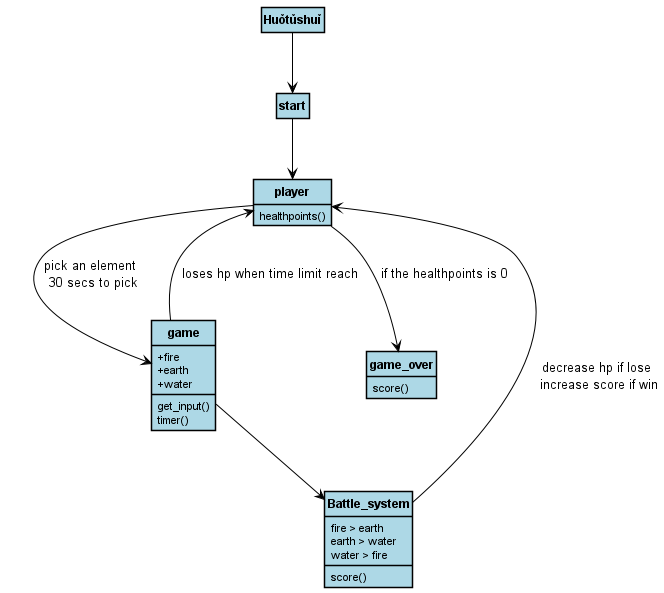 Huǒtǔshuǐ
start
player
healthpoints()
pick an element
30 secs to pick
loses hp when time limit reach
if the healthpoints is 0
game
+fire
+earth
+water
get_input()
timer()
game_over
score()
decrease hp if lose
increase score if win
Battle_system
fire > earth
earth > water
water > fire
score()